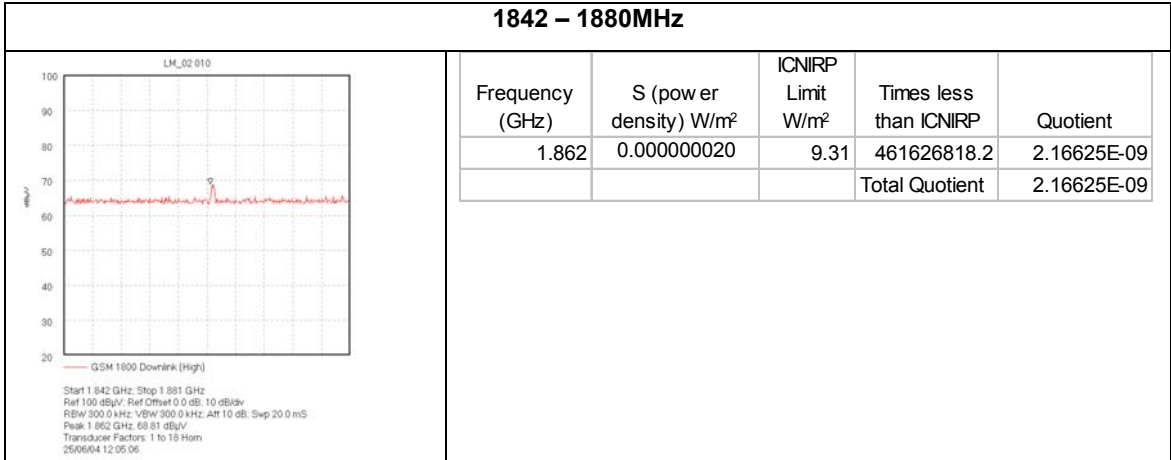 1842 – 1880MHz
LM_02 010
100
90
80
70
60
50
40
30
20
dBµV
GSM 1800 Downlink (High)
Start 1.842 GHz; Stop 1.881 GHz
Ref 100 dBµV; Ref Offset 0.0 dB; 10 dB/div
RBW 300.0 kHz; VBW 300.0 kHz; Att 10 dB; Swp 20.0 mS
Peak 1.862 GHz, 68.81 dBµV
Transducer Factors: 1 to 18 Horn
25/06/04 12:05:06
Frequency (GHz) S (power density) W/m² ICNIRP Limit W/m² Times less than ICNIRP Quotient
1.862 0.000000020 9.31 461626818.2 2.16625E-09
Total Quotient 2.16625E-09